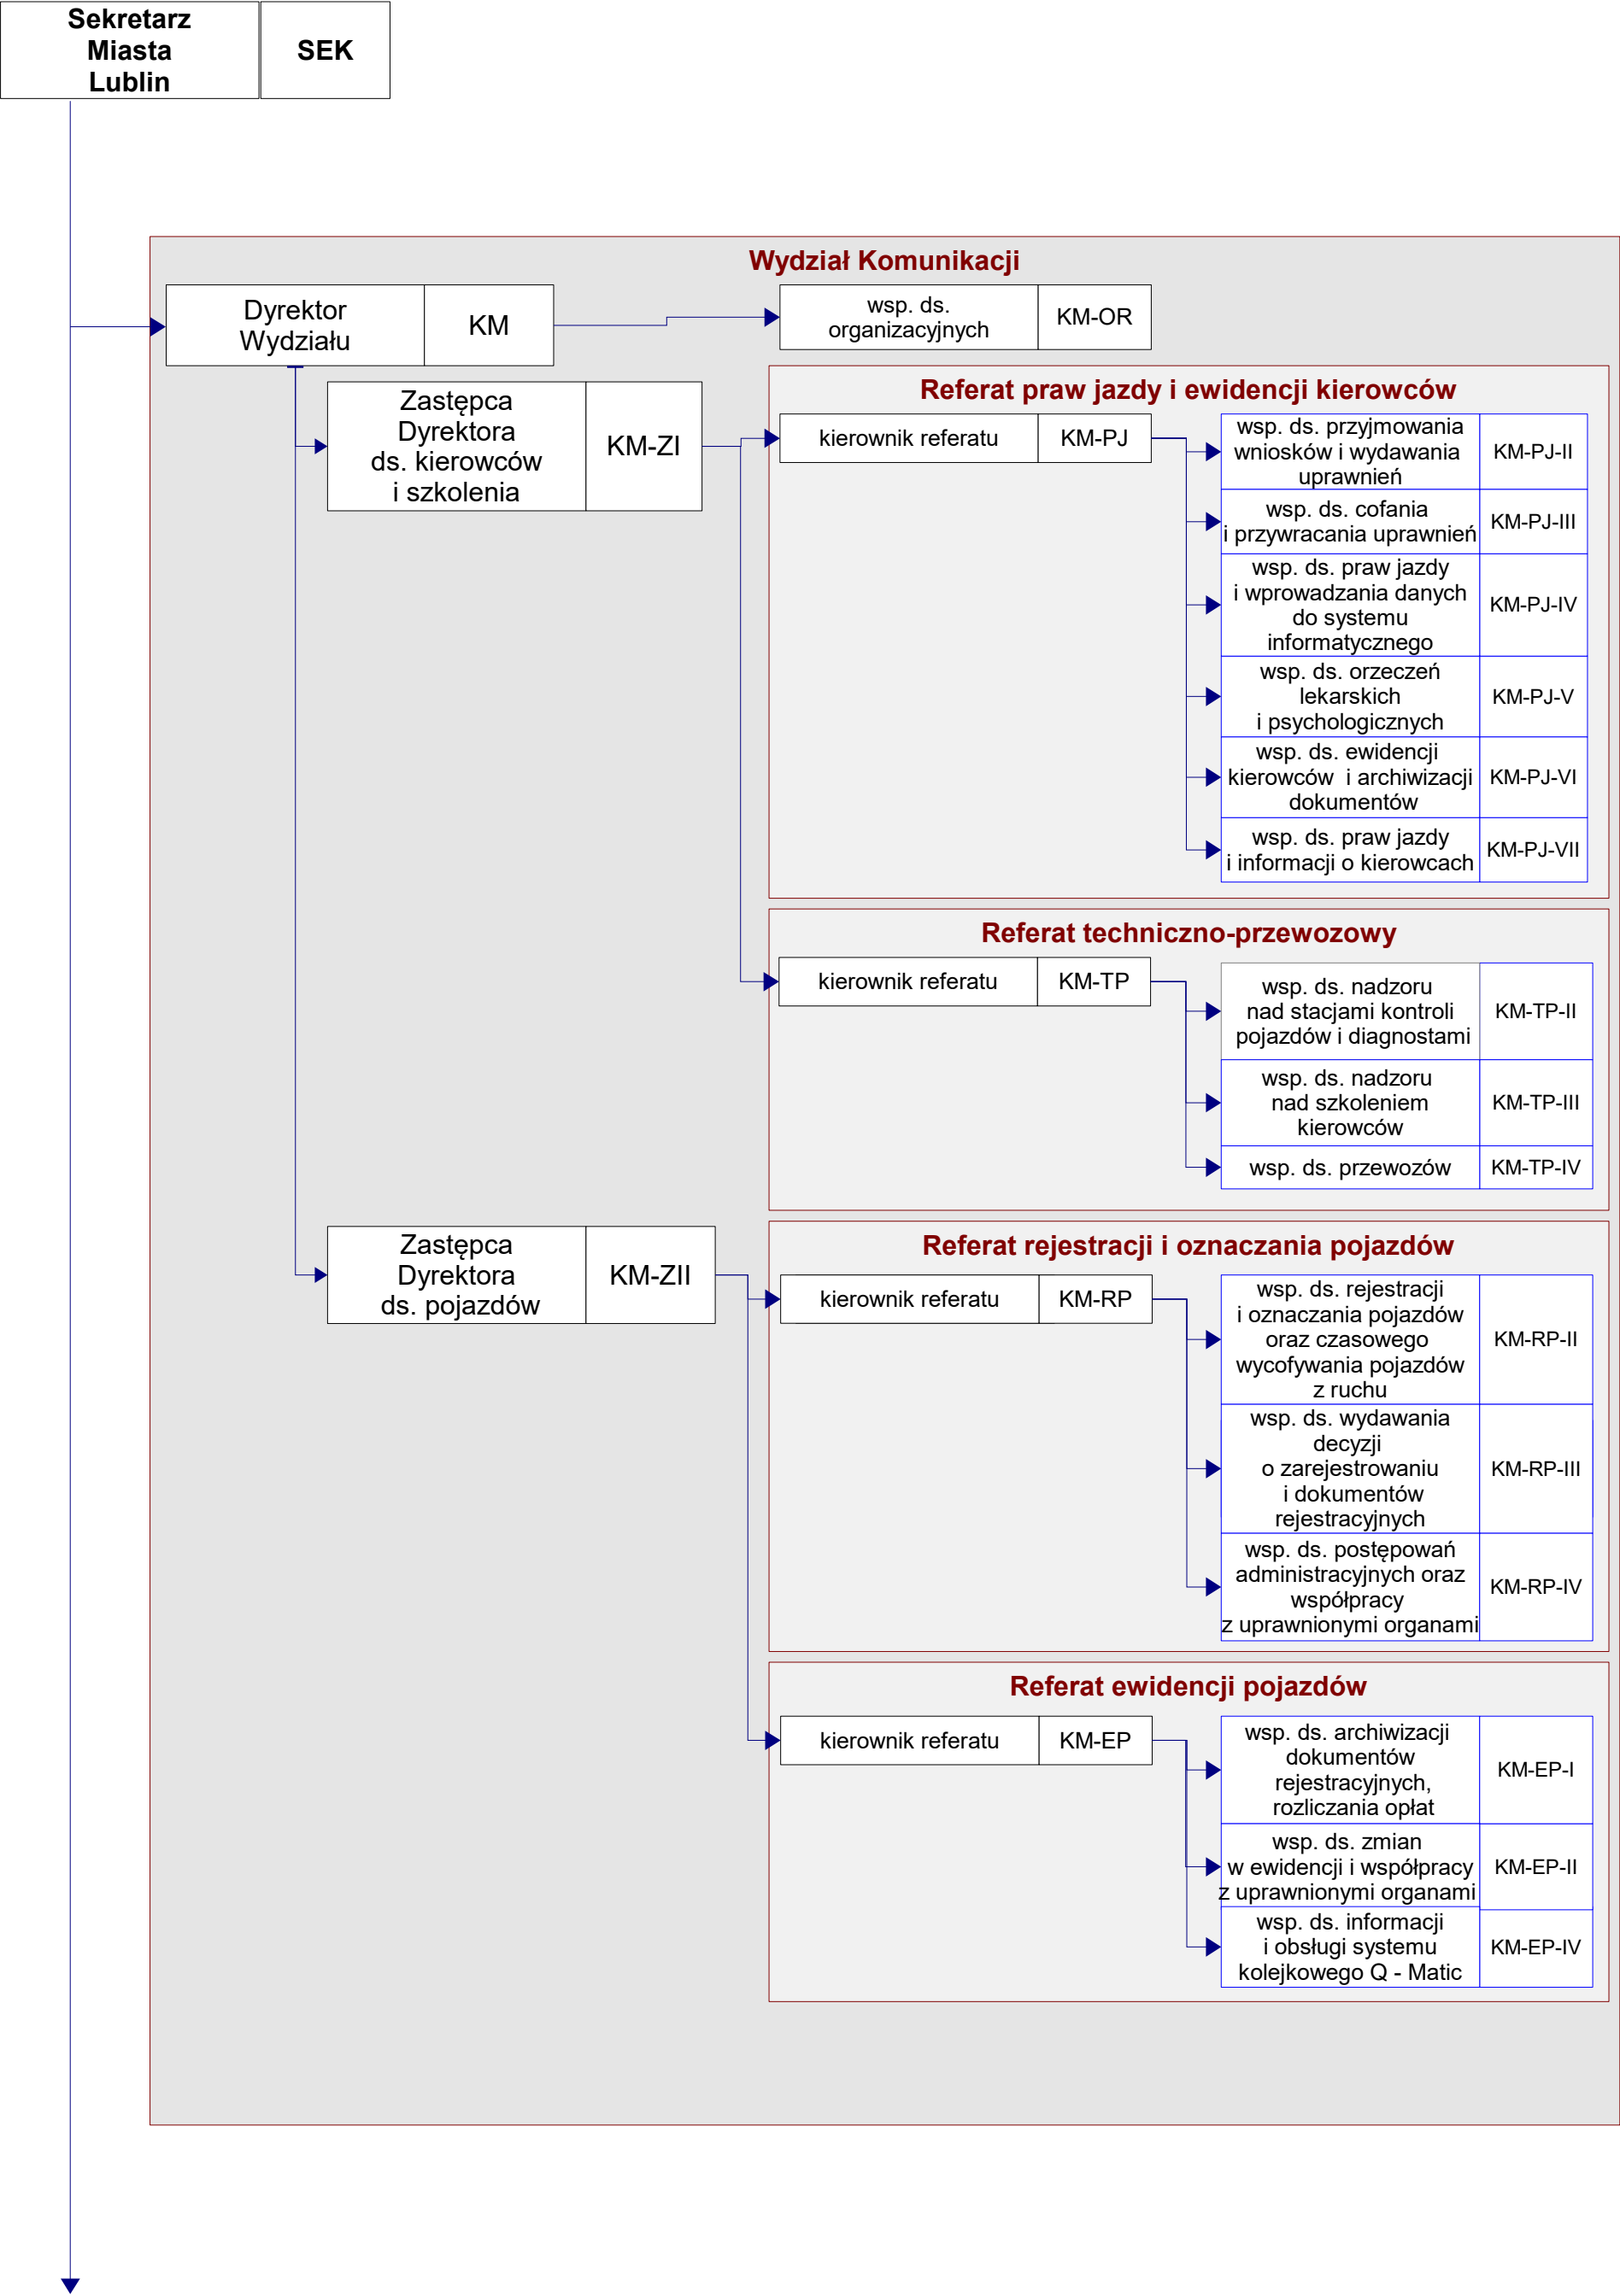 Sekretarz
Miasta
Lublin
SEK
Wydział Komunikacji
Dyrektor
Wydziału
KM
wsp. ds.
organizacyjnych
KM-OR
Zastępca
Dyrektora
ds. kierowców
i szkolenia
KM-ZI
Referat praw jazdy i ewidencji kierowców
kierownik referatu
KM-PJ
wsp. ds. przyjmowania
wniosków i wydawania
uprawnień
KM-PJ-II
wsp. ds. cofania
i przywracania uprawnień
KM-PJ-III
wsp. ds. praw jazdy
i wprowadzania danych
do systemu
informatycznego
KM-PJ-IV
wsp. ds. orzeczeń
lekarskich
i psychologicznych
KM-PJ-V
wsp. ds. ewidencji
kierowców  i archiwizacji
dokumentów
KM-PJ-VI
wsp. ds. praw jazdy
i informacji o kierowcach
KM-PJ-VII
Referat techniczno-przewozowy
kierownik referatu
KM-TP
wsp. ds. nadzoru
nad stacjami kontroli
pojazdów i diagnostami
KM-TP-II
wsp. ds. nadzoru
nad szkoleniem
kierowców
KM-TP-III
wsp. ds. przewozów
KM-TP-IV
Zastępca
Dyrektora
ds. pojazdów
KM-ZII
Referat rejestracji i oznaczania pojazdów
kierownik referatu
KM-RP
wsp. ds. rejestracji
i oznaczania pojazdów
oraz czasowego
wycofywania pojazdów
z ruchu
KM-RP-II
wsp. ds. wydawania
decyzji
o zarejestrowaniu
i dokumentów
rejestracyjnych
KM-RP-III
wsp. ds. postępowań
administracyjnych oraz
współpracy
z uprawnionymi organami
KM-RP-IV
Referat ewidencji pojazdów
kierownik referatu
KM-EP
wsp. ds. archiwizacji
dokumentów
rejestracyjnych,
rozliczania opłat
KM-EP-I
wsp. ds. zmian
w ewidencji i współpracy
z uprawnionymi organami
KM-EP-II
wsp. ds. informacji
i obsługi systemu
kolejkowego Q - Matic
KM-EP-IV